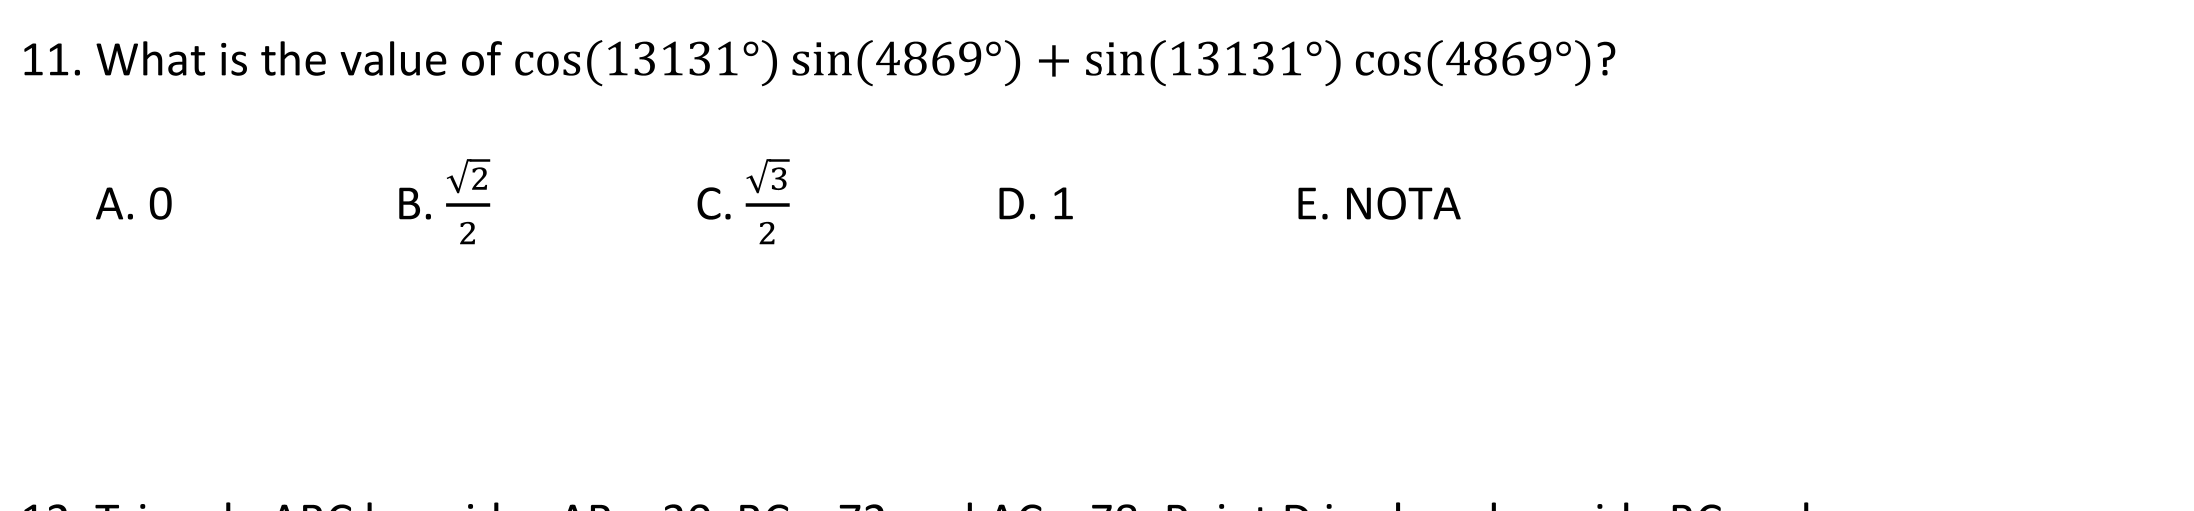 11. What is the value of cos(13131°) sin(4869°) + sin(13131°) cos(4869°)?
A. 0 B. √2/2 C. √3/2 D. 1 E. NOTA